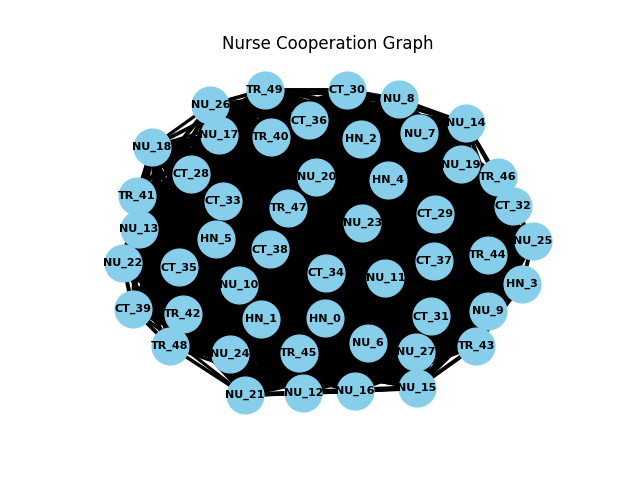 Nurse Cooperation Graph
TR_49
CT_30
NU_8
NU_26
CT_36
NU_14
NU_17
TR_40
HN_2
NU_7
NU_18
NU_19
CT_28
NU_20
HN_4
TR_46
TR_41
CT_33
TR_47
CT_32
CT_29
NU_13
NU_23
HN_5
NU_25
CT_38
TR_44
NU_22
CT_35
CT_37
CT_34
NU_11
NU_10
HN_3
CT_39
NU_9
TR_42
HN_1
HN_0
CT_31
NU_6
TR_48
TR_43
NU_24
TR_45
NU_27
NU_15
NU_16
NU_12
NU_21